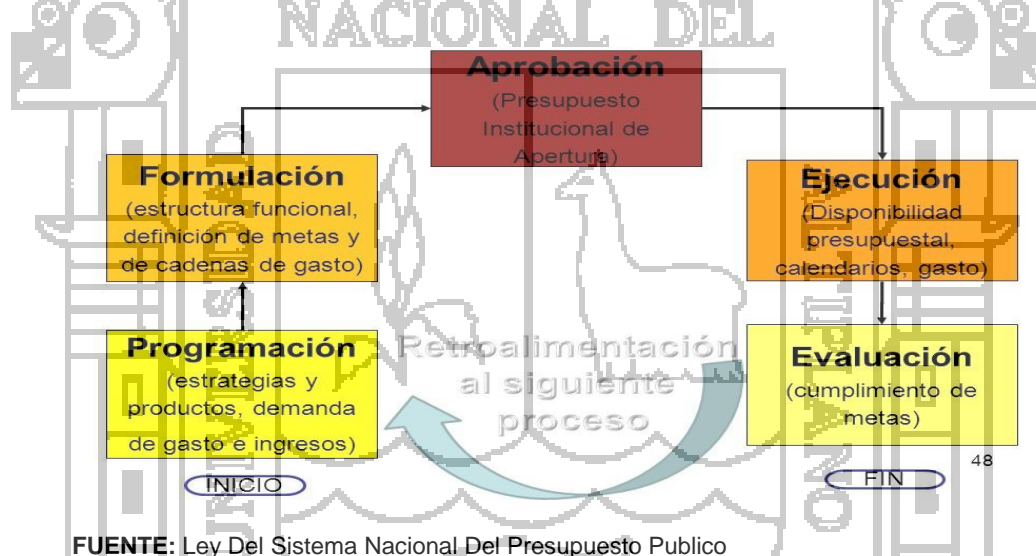 NACIONAL DEL
Aprobación
(Presupuesto
Institucional de
Apertura)
Formulación
(estructura funcional,
definición de metas y
de cadenas de gasto)
Ejecución
(Disponibilidad
presupuestal,
calendarios, gasto)
Programación
(estrategias y
productos, demanda
de gasto e ingresos)
Retroalimentación
al siguiente
proceso
Evaluación
(cumplimiento de
metas)
48
INICIO
FIN
UNIVERSIDAD
ALTIPLANO
FUENTE: Ley Del Sistema Nacional Del Presupuesto Publico